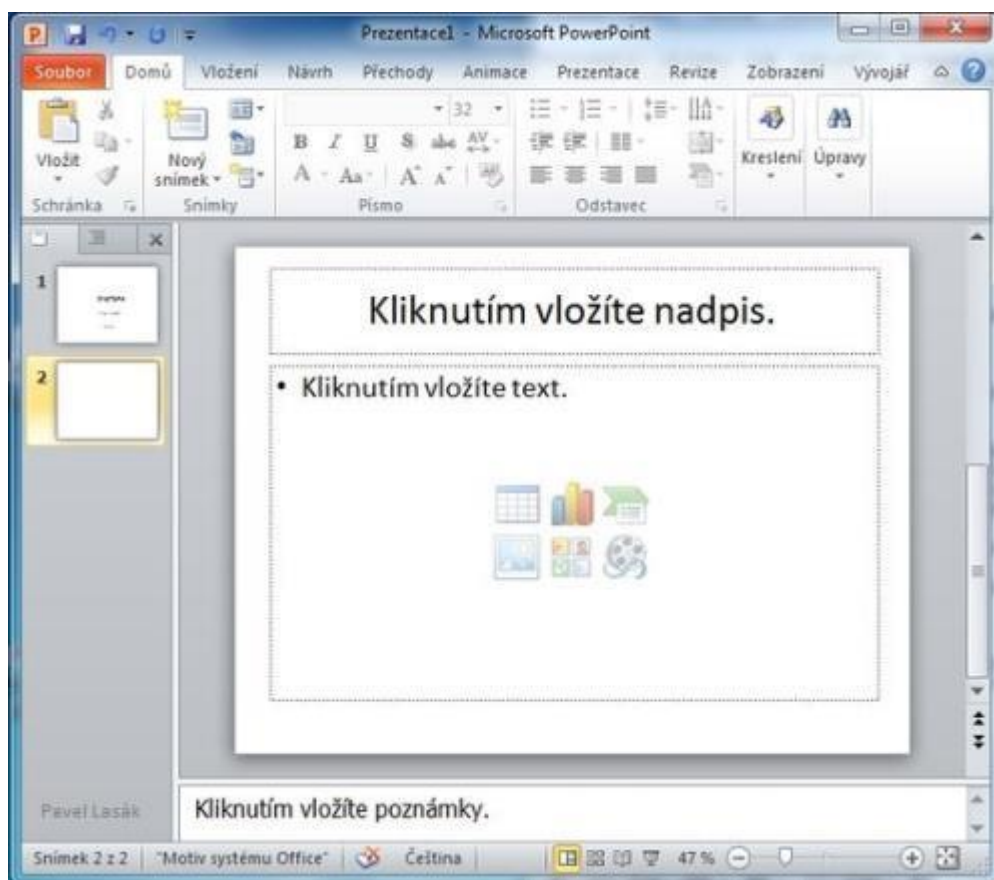 Prezentace1 - Microsoft PowerPoint
Soubor Domů Vložení Návrh Přechody Animace Prezentace Revize Zobrazení Vývojář
32
B I U S abc AV
Vložit Nový snímek Kreslení Úpravy
A Aa A A
Schránka Snímky Písmo Odstavec
1
2
Kliknutím vložíte nadpis.
• Kliknutím vložíte text.
Pavel Lasák
Kliknutím vložíte poznámky.
Snímek 2 z 2 "Motiv systému Office" Čeština 47 %